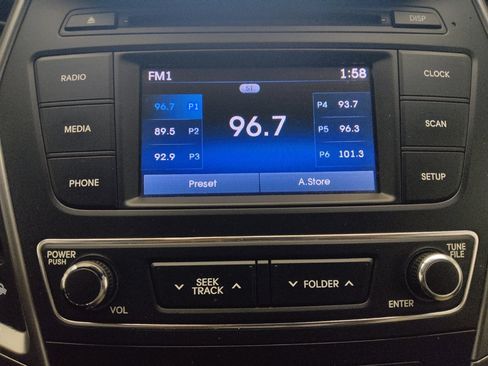 DISP
RADIO
FM1 1:58
CLOCK
ST
96.7 P1
P4 93.7
MEDIA
89.5 P2
96.7
P5 96.3
SCAN
92.9 P3
P6 101.3
PHONE
Preset
A.Store
SETUP
POWER
PUSH
TUNE
FILE
SEEK
TRACK
FOLDER
VOL
ENTER